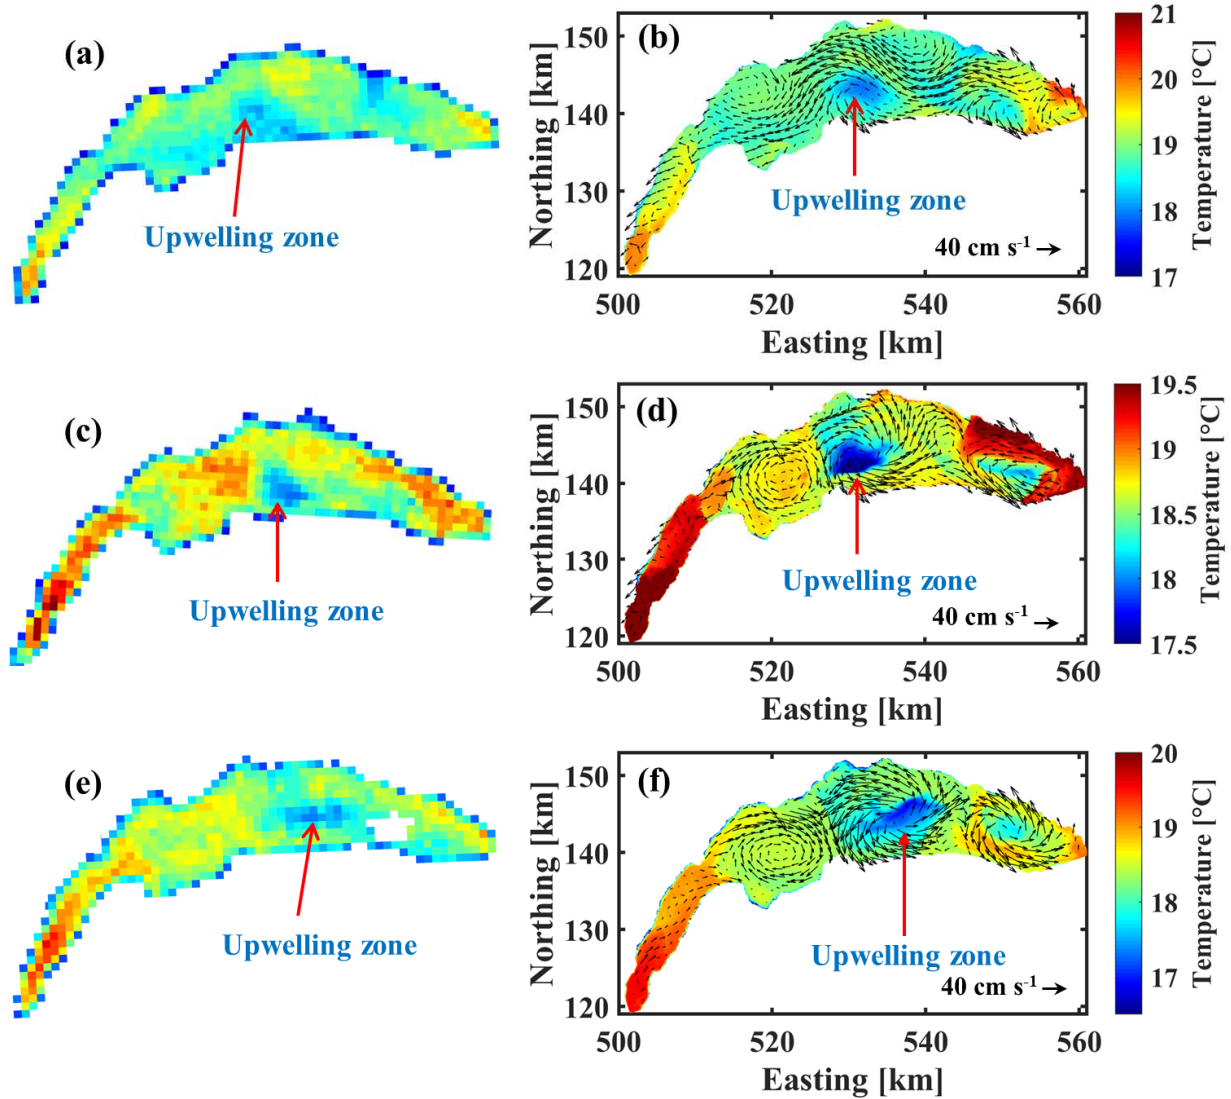 (a)
Upwelling zone
(b)
150
140
130
120
Northing [km]
Upwelling zone
40 cm s⁻¹
500
520
540
560
Easting [km]
21
20
19
18
17
Temperature [°C]
(c)
Upwelling zone
(d)
150
140
130
120
Northing [km]
Upwelling zone
40 cm s⁻¹
500
520
540
560
Easting [km]
19.5
19
18.5
18
17.5
Temperature [°C]
(e)
Upwelling zone
(f)
150
140
130
120
Northing [km]
Upwelling zone
40 cm s⁻¹
500
520
540
560
Easting [km]
20
19
18
17
Temperature [°C]